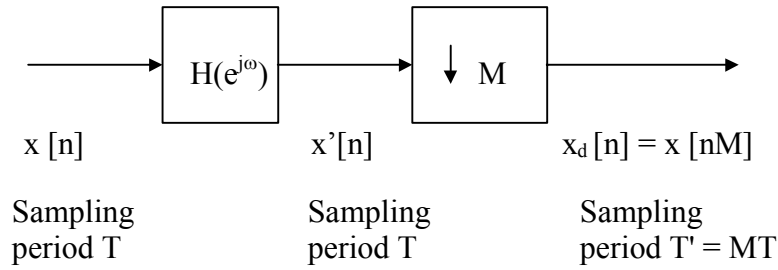 H(e^jω)
↓ M
x [n]
x’[n]
x_d [n] = x [nM]
Sampling
period T
Sampling
period T
Sampling
period T' = MT